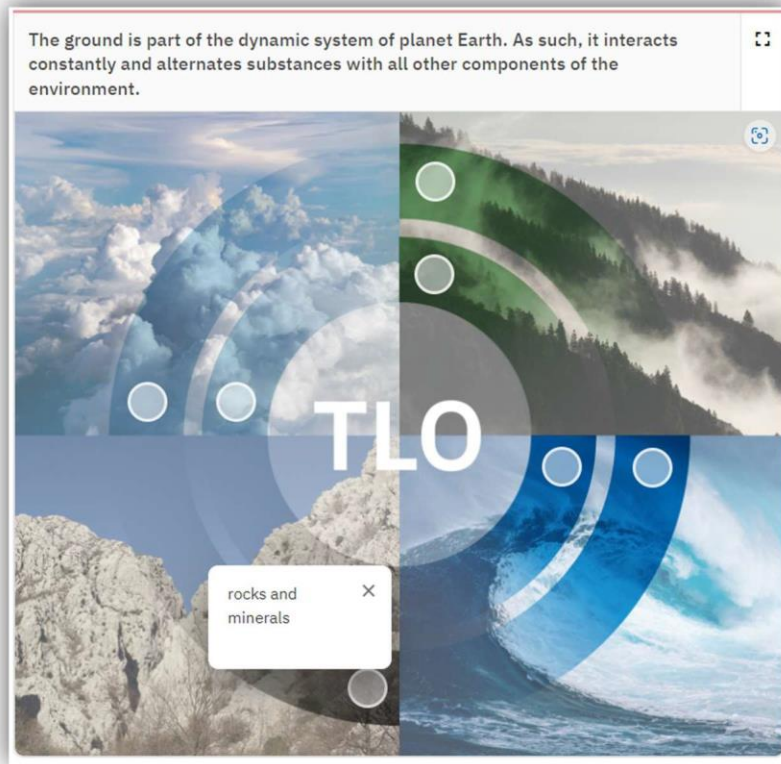 The ground is part of the dynamic system of planet Earth. As such, it interacts
constantly and alternates substances with all other components of the
environment.
TLO
rocks and
minerals